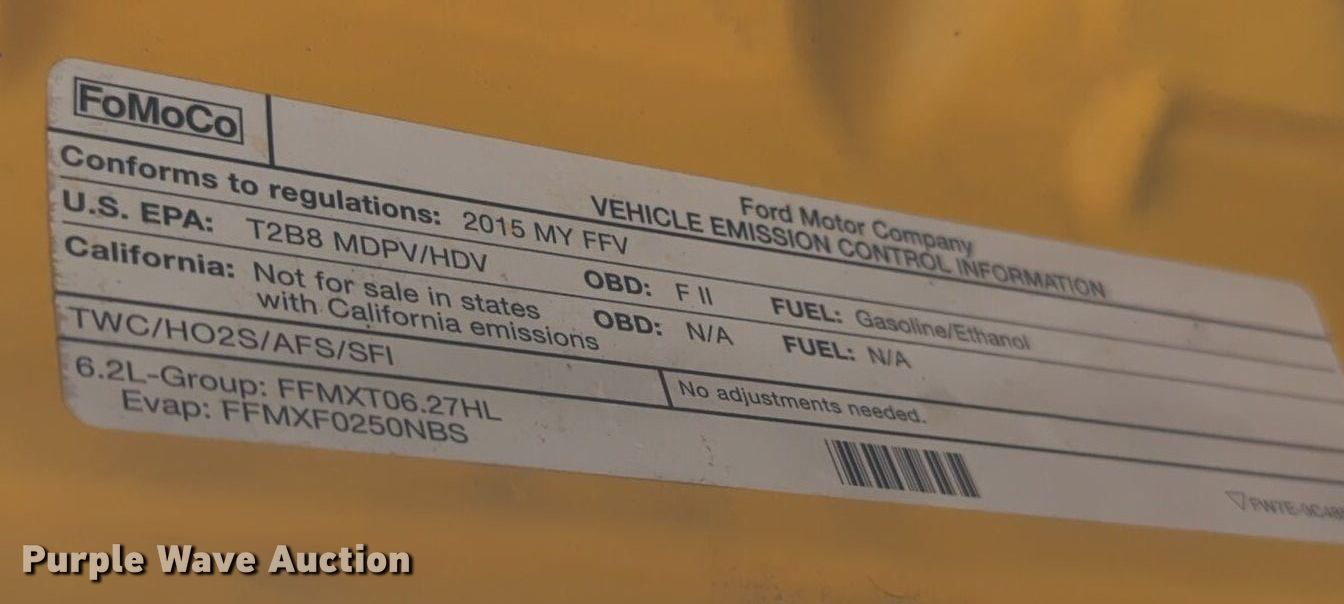 FoMoCo
Ford Motor Company
VEHICLE EMISSION CONTROL INFORMATION
Conforms to regulations: 2015 MY FFV
U.S. EPA: T2B8 MDPV/HDV OBD: F II FUEL: Gasoline/Ethanol
California: Not for sale in states OBD: N/A FUEL: N/A
with California emissions
TWC/HO2S/AFS/SFI
No adjustments needed.
6.2L-Group: FFMXT06.27HL
Evap: FFMXF0250NBS
Purple Wave Auction